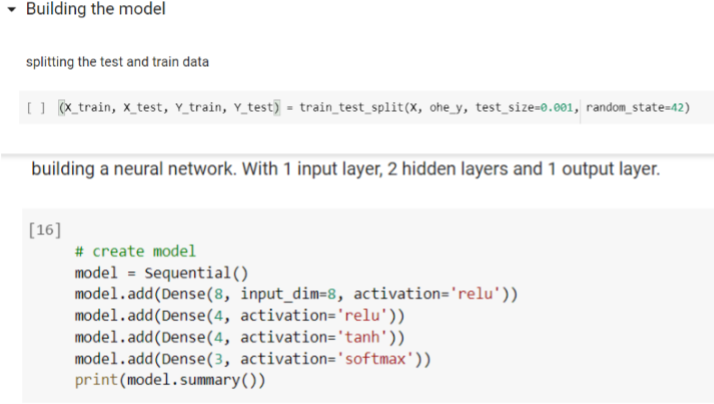 Building the model
splitting the test and train data
[ ] (X_train, X_test, Y_train, Y_test) = train_test_split(X, ohe_y, test_size=0.001, random_state=42)
building a neural network. With 1 input layer, 2 hidden layers and 1 output layer.
[16]
# create model
model = Sequential()
model.add(Dense(8, input_dim=8, activation='relu'))
model.add(Dense(4, activation='relu'))
model.add(Dense(4, activation='tanh'))
model.add(Dense(3, activation='softmax'))
print(model.summary())